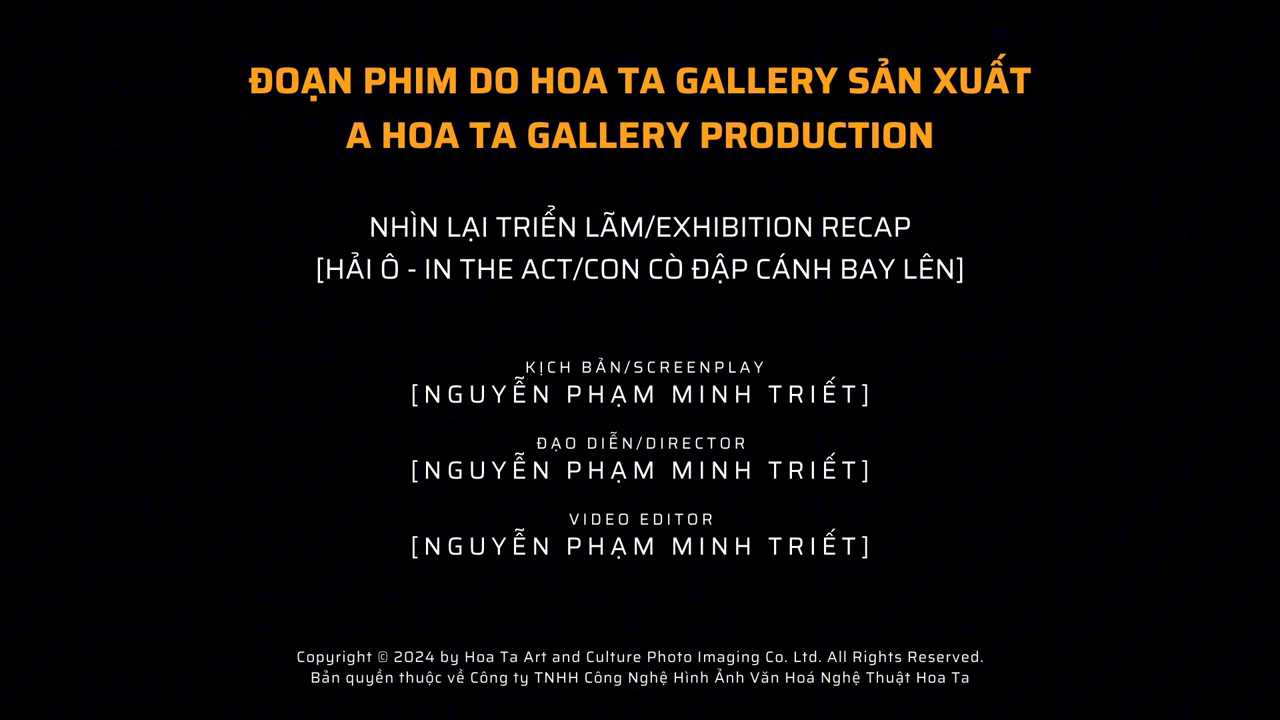 ĐOẠN PHIM DO HOA TA GALLERY SẢN XUẤT
A HOA TA GALLERY PRODUCTION
NHÌN LẠI TRIỂN LÃM/EXHIBITION RECAP
[HẢI Ô - IN THE ACT/CON CÒ ĐẬP CÁNH BAY LÊN]
KỊCH BẢN/SCREENPLAY
[NGUYỄN PHẠM MINH TRIẾT]
ĐẠO DIỄN/DIRECTOR
[NGUYỄN PHẠM MINH TRIẾT]
VIDEO EDITOR
[NGUYỄN PHẠM MINH TRIẾT]
Copyright © 2024 by Hoa Ta Art and Culture Photo Imaging Co. Ltd. All Rights Reserved.
Bản quyền thuộc về Công ty TNHH Công Nghệ Hình Ảnh Văn Hoá Nghệ Thuật Hoa Ta